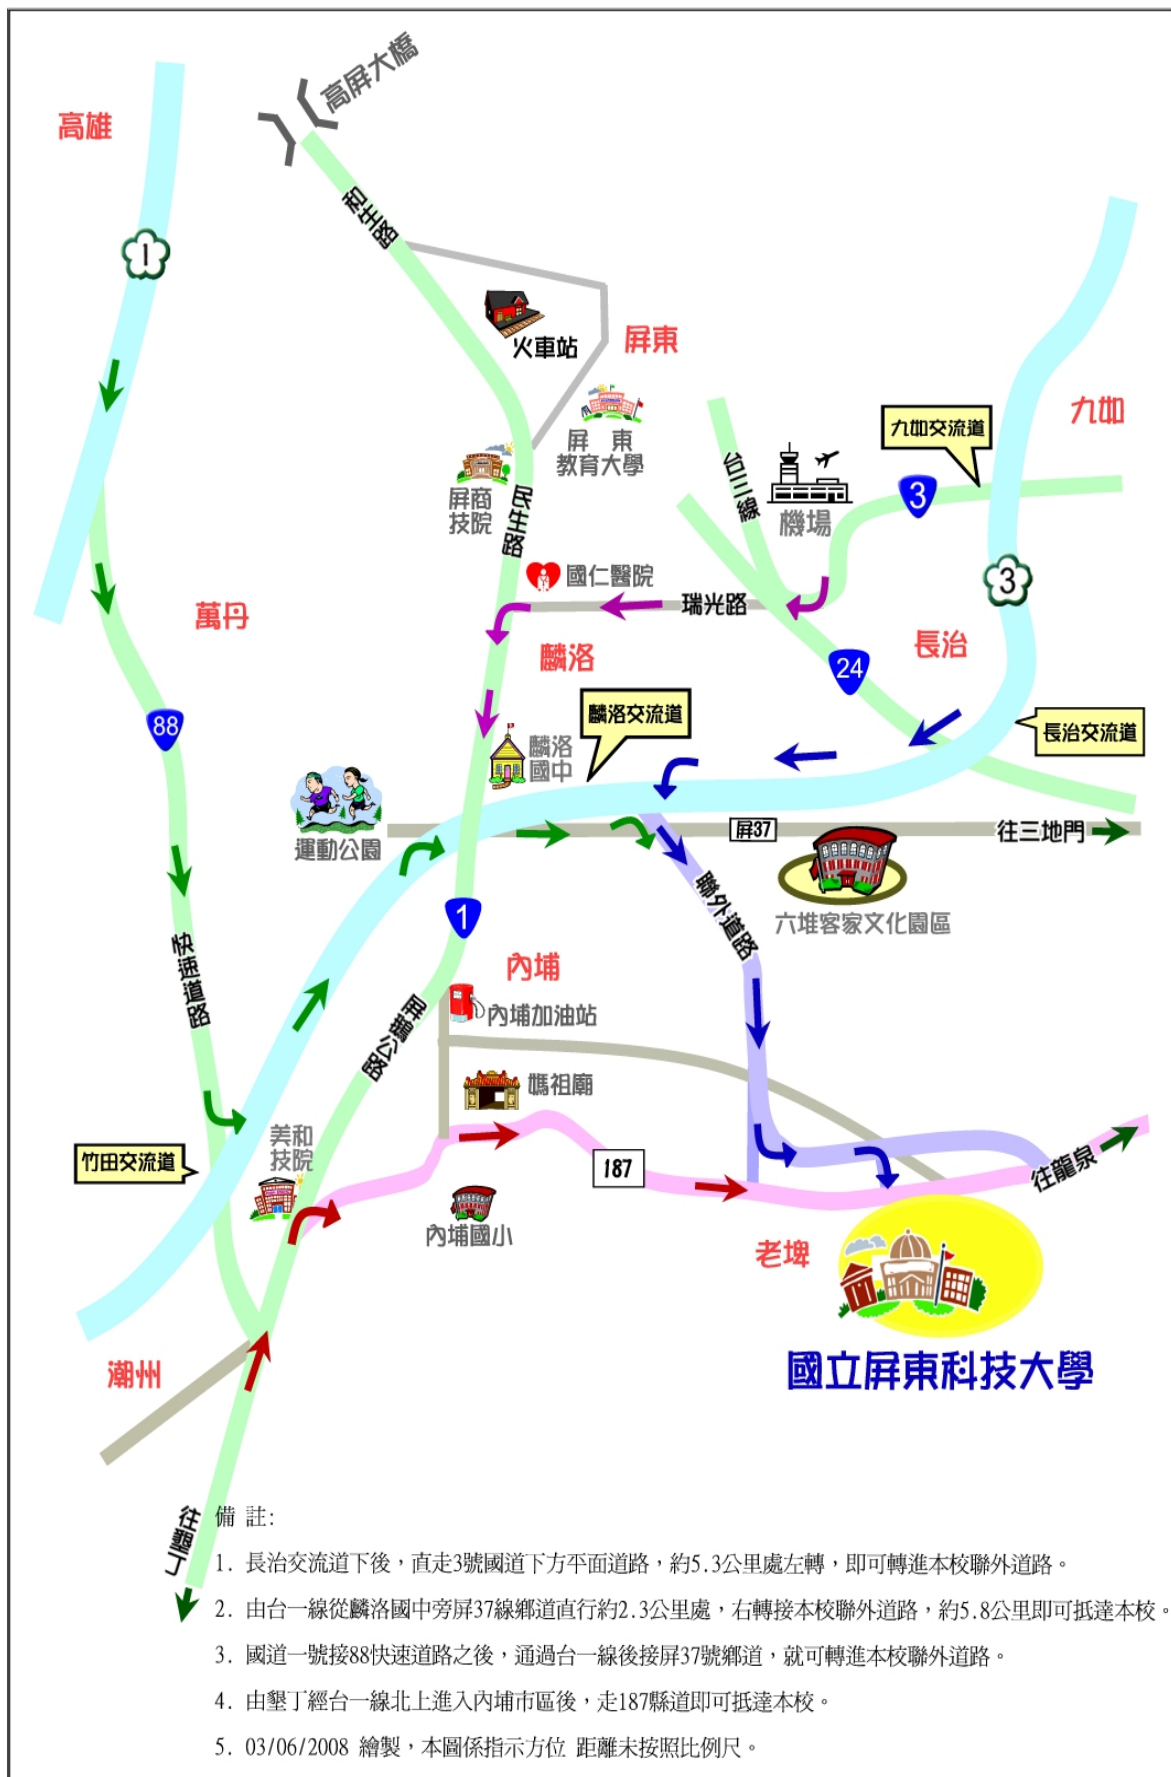 高屏大橋
高雄
和生路
1
火車站
屏東
九如
九如交流道
屏東
教育大學
屏商
技院
民生路
台三線
機場
3
國仁醫院
瑞光路
3
萬丹
麟洛
長治
24
88
麟洛交流道
長治交流道
麟洛
國中
運動公園
屏37
往三地門
聯外道路
六堆客家文化園區
1
快速道路
內埔
內埔加油站
屏鵝公路
媽祖廟
美和
技院
竹田交流道
187
往龍泉
內埔國小
老埤
潮州
國立屏東科技大學
往墾丁
備 註:
1. 長治交流道下後,直走3號國道下方平面道路,約5.3公里處左轉,即可轉進本校聯外道路。
2. 由台一線從麟洛國中旁屏37線鄉道直行約2.3公里處,右轉接本校聯外道路,約5.8公里即可抵達本校。
3. 國道一號接88快速道路之後,通過台一線後接屏37號鄉道,就可轉進本校聯外道路。
4. 由墾丁經台一線北上進入內埔市區後,走187縣道即可抵達本校。
5. 03/06/2008 繪製,本圖係指示方位 距離未按照比例尺。